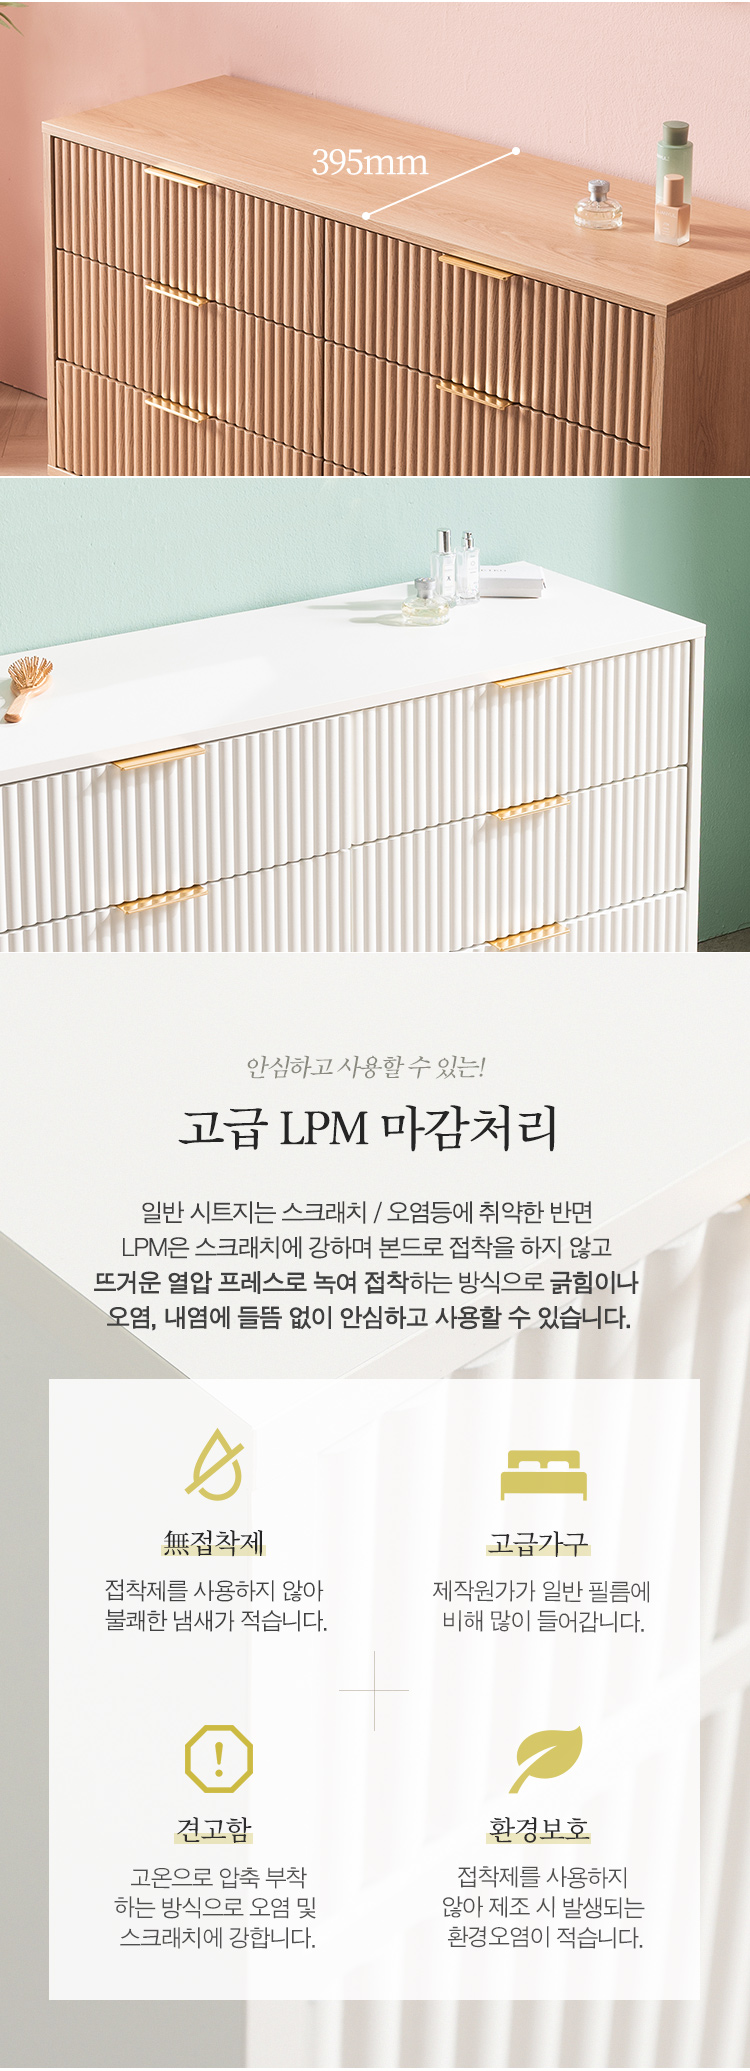 395mm
안심하고 사용할 수 있는!
고급 LPM 마감처리
일반 시트지는 스크래치 / 오염등에 취약한 반면
LPM은 스크래치에 강하며 본드로 접착을 하지 않고
뜨거운 열압 프레스로 녹여 접착하는 방식으로 긁힘이나
오염, 내염에 들뜸 없이 안심하고 사용할 수 있습니다.
無접착제
접착제를 사용하지 않아
불쾌한 냄새가 적습니다.
고급가구
제작원가가 일반 필름에
비해 많이 들어갑니다.
견고함
고온으로 압축 부착
하는 방식으로 오염 및
스크래치에 강합니다.
환경보호
접착제를 사용하지
않아 제조 시 발생되는
환경오염이 적습니다.